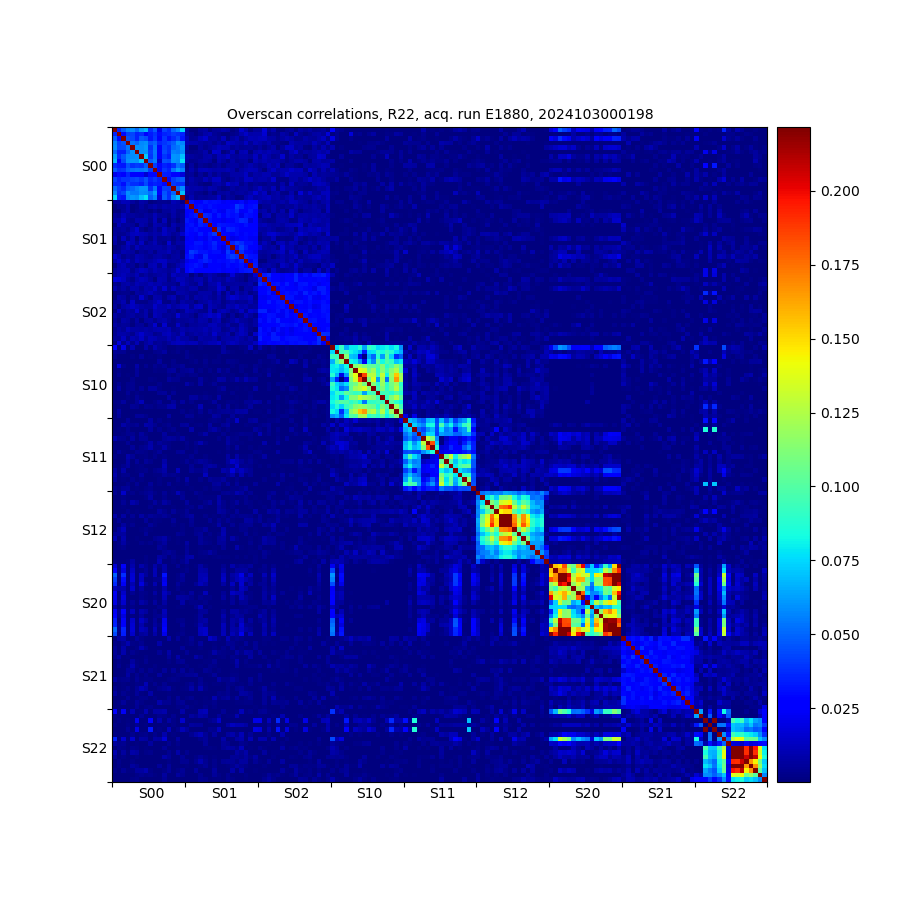 Overscan correlations, R22, acq. run E1880, 2024103000198
S00
S01
S02
S10
S11
S12
S20
S21
S22
S00 S01 S02 S10 S11 S12 S20 S21 S22
0.200
0.175
0.150
0.125
0.100
0.075
0.050
0.025